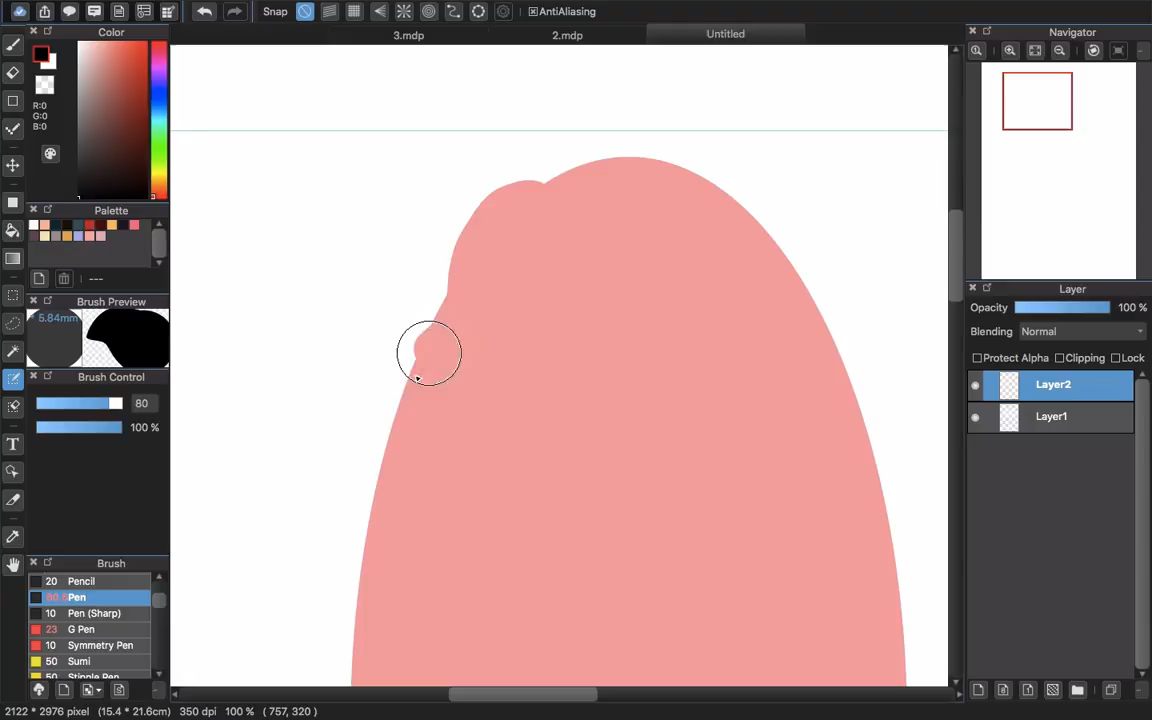 Snap
AntiAliasing
3.mdp
2.mdp
Untitled
Color
R:0
G:0
B:0
Palette
---
Brush Preview
5.84mm
Brush Control
80
100 %
Brush
20 Pencil
Pen
10 Pen (Sharp)
23 G Pen
10 Symmetry Pen
50 Sumi
50 Stipple Pen
2122 * 2976 pixel (15.4 * 21.6cm) 350 dpi 100 % ( 757, 320 )
Navigator
Layer
Opacity 100 %
Blending Normal
Protect Alpha Clipping Lock
Layer2
Layer1